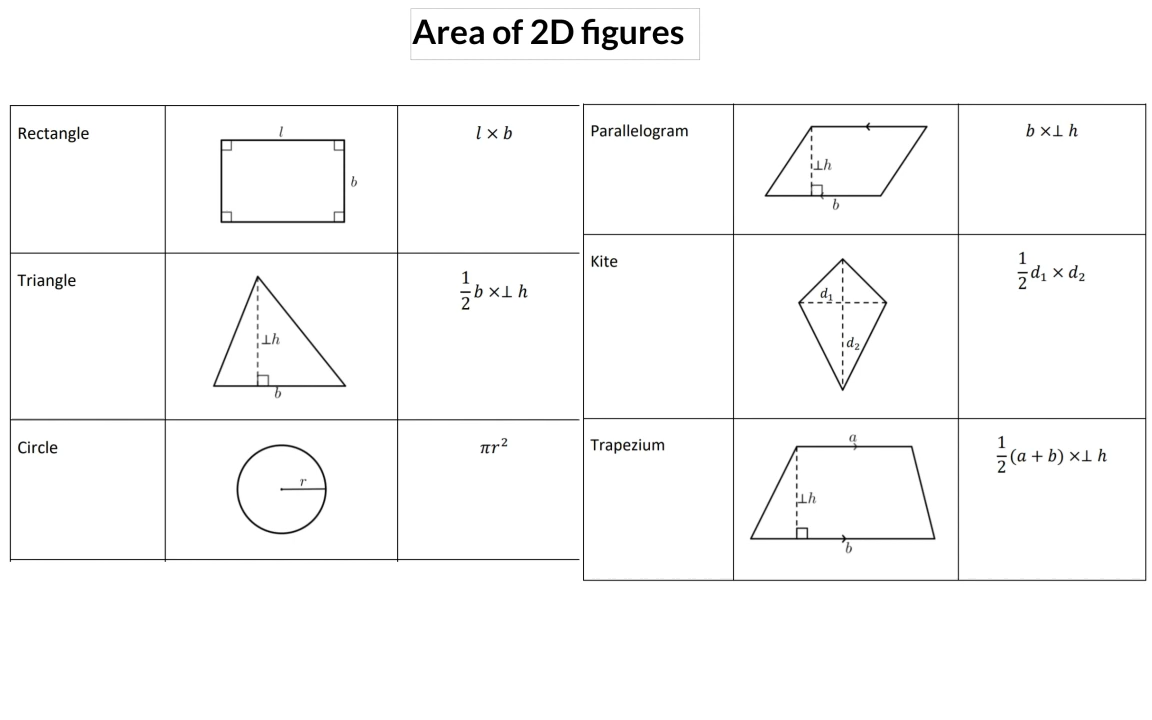 Area of 2D figures
Rectangle
l
b
l × b
Triangle
⊥h
b
1/2 b ×⊥ h
Circle
r
πr²
Parallelogram
⊥h
b
b ×⊥ h
Kite
d₁
d₂
1/2 d₁ × d₂
Trapezium
a
⊥h
b
1/2 (a + b) ×⊥ h